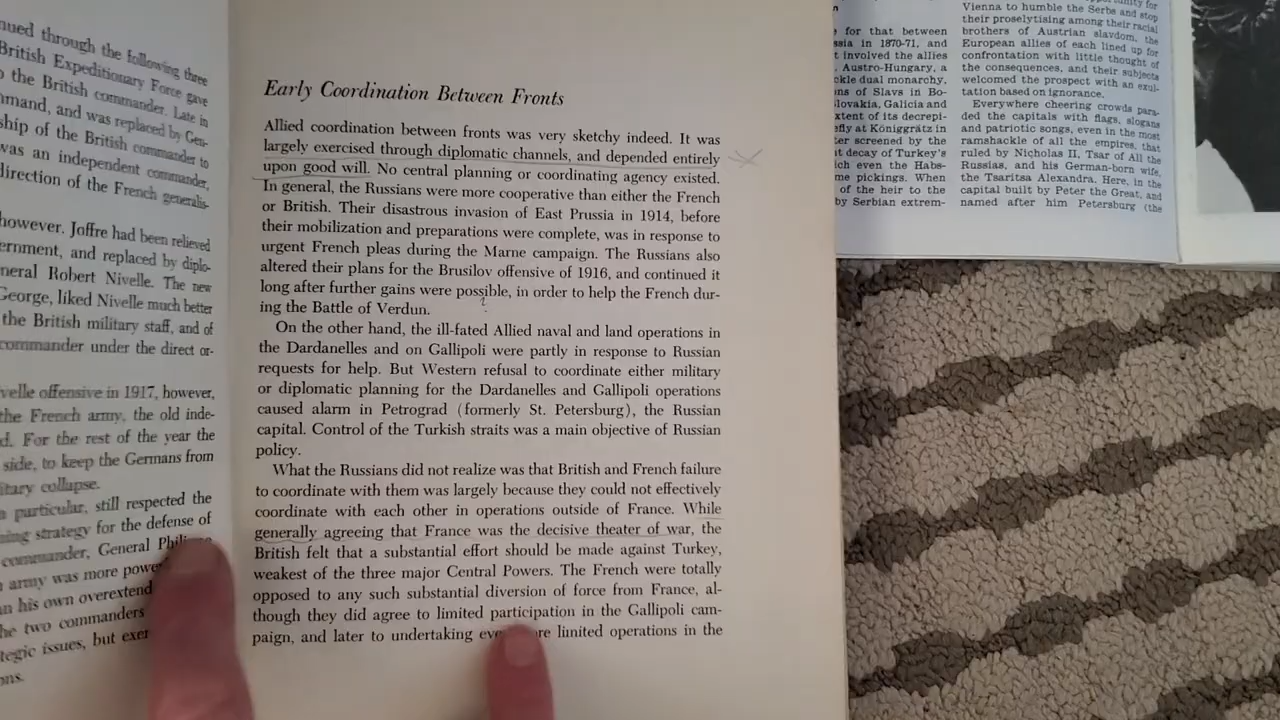 nued through the following three
British Expeditionary Force gave
the British commander. Late in
mmand, and was replaced by Gen-
ship of the British commander to
was an independent commander,
direction of the French generalis-
however. Joffre had been relieved
ernment, and replaced by diplo-
neral Robert Nivelle. The new
George, liked Nivelle much better
the British military staff, and of
commander under the direct or-
velle offensive in 1917, however,
the French army, the old inde-
d. For the rest of the year the
side, to keep the Germans from
itary collapse.
particular, still respected the
ning strategy for the defense of
commander, General
army was more
n his own overextend
he two commanders
tegic issues, but
ons.
Early Coordination Between Fronts
Allied coordination between fronts was very sketchy indeed. It was
largely exercised through diplomatic channels, and depended entirely
upon good will. No central planning or coordinating agency existed.
In general, the Russians were more cooperative than either the French
or British. Their disastrous invasion of East Prussia in 1914, before
their mobilization and preparations were complete, was in response to
urgent French pleas during the Marne campaign. The Russians also
altered their plans for the Brusilov offensive of 1916, and continued it
long after further gains were possible, in order to help the French dur-
ing the Battle of Verdun.
?
On the other hand, the ill-fated Allied naval and land operations in
the Dardanelles and on Gallipoli were partly in response to Russian
requests for help. But Western refusal to coordinate either military
or diplomatic planning for the Dardanelles and Gallipoli operations
caused alarm in Petrograd (formerly St. Petersburg), the Russian
capital. Control of the Turkish straits was a main objective of Russian
policy.
What the Russians did not realize was that British and French failure
to coordinate with them was largely because they could not effectively
coordinate with each other in operations outside of France. While
generally agreeing that France was the decisive theater of war, the
British felt that a substantial effort should be made against Turkey,
weakest of the three major Central Powers. The French were totally
opposed to any such substantial diversion of force from France, al-
though they did agree to limited participation in the Gallipoli cam-
paign, and later to undertaking limited operations in the
for that between
ssia in 1870-71, and
t involved the allies
Austro-Hungary, a
ckle dual monarchy,
ns of Slavs in Bo-
lovakia, Galicia and
xtent of its decrepi-
efly at Königgrätz in
ter screened by the
t decay of Turkey's
ich even the Habs-
me pickings. When
of the heir to the
by Serbian extrem-
opportunity for
Vienna to humble the Serbs and stop
their proselytising among their racial
brothers of Austrian slavdom, the
European allies of each lined up for
confrontation with little thought of
the consequences, and their subjects
welcomed the prospect with an exul-
tation based on ignorance.
Everywhere cheering crowds para-
ded the capitals with flags, slogans
and patriotic songs, even in the most
ramshackle of all the empires, that
ruled by Nicholas II, Tsar of All the
Russias, and his German-born wife,
the Tsaritsa Alexandra. Here, in the
capital built by Peter the Great, and
named after him Petersburg (the